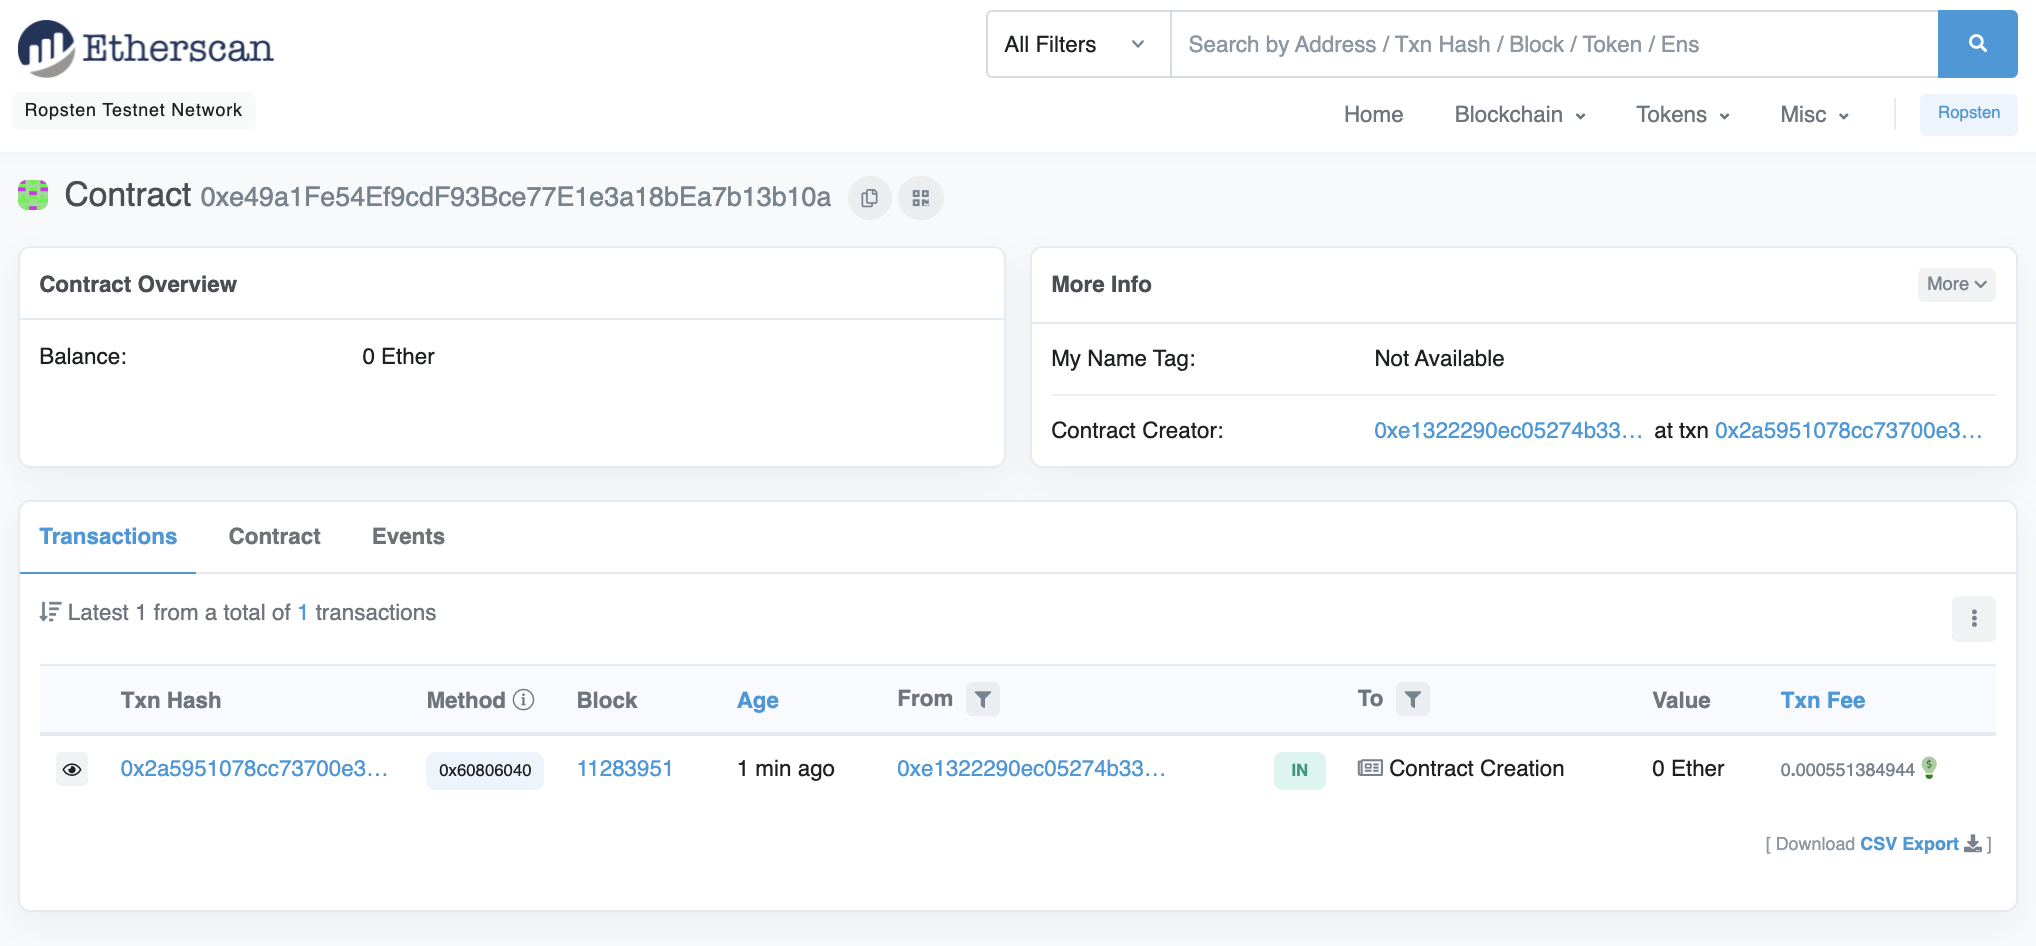 Etherscan
All Filters
Search by Address / Txn Hash / Block / Token / Ens
Ropsten Testnet Network
Home Blockchain Tokens Misc Ropsten
Contract 0xe49a1Fe54Ef9cdF93Bce77E1e3a18bEa7b13b10a
Contract Overview
Balance: 0 Ether
More Info More
My Name Tag: Not Available
Contract Creator: 0xe1322290ec05274b33... at txn 0x2a5951078cc73700e3...
Transactions Contract Events
Latest 1 from a total of 1 transactions
Txn Hash Method Block Age From To Value Txn Fee
0x2a5951078cc73700e3... 0x60806040 11283951 1 min ago 0xe1322290ec05274b33... IN Contract Creation 0 Ether 0.000551384944
[ Download CSV Export ]